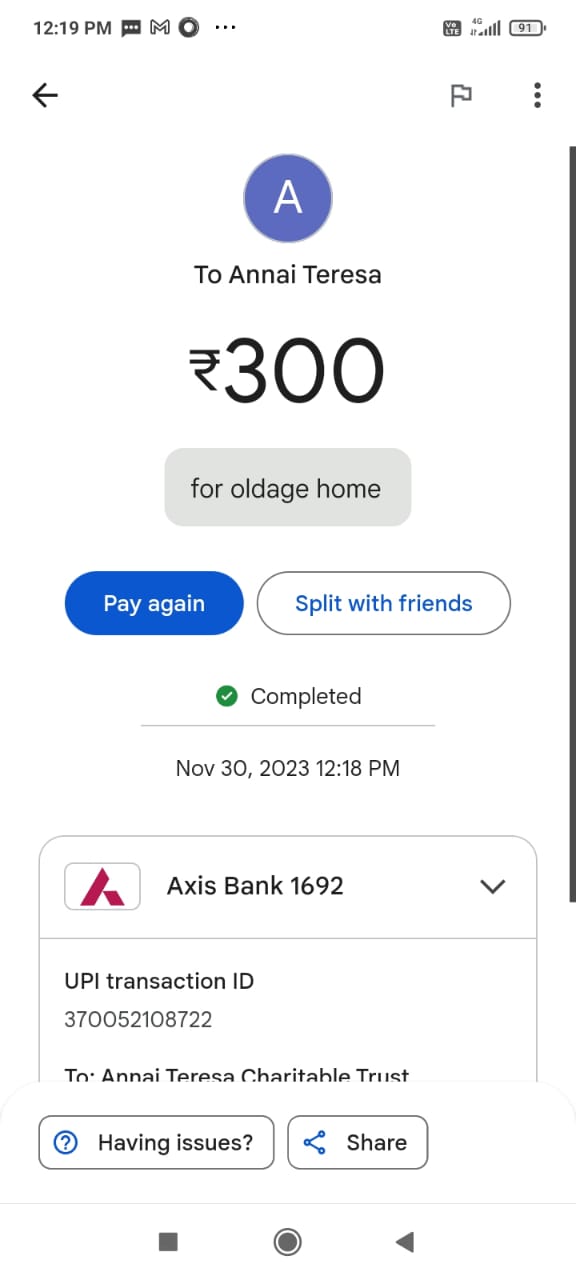 12:19 PM
Vo LTE 4G 91
A
To Annai Teresa
₹300
for oldage home
Pay again
Split with friends
Completed
Nov 30, 2023 12:18 PM
Axis Bank 1692
UPI transaction ID
370052108722
To: Annai Teresa Charitable Trust
Having issues?
Share